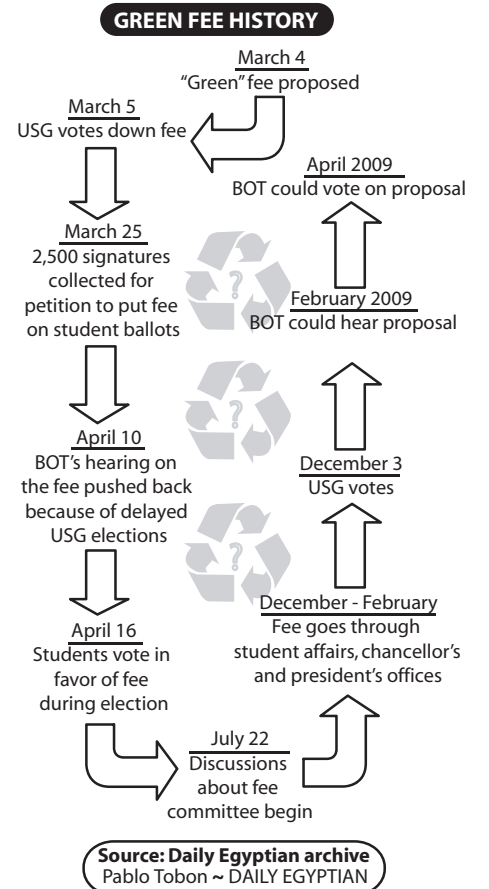 GREEN FEE HISTORY
March 4
“Green” fee proposed
March 5
USG votes down fee
March 25
2,500 signatures
collected for
petition to put fee
on student ballots
April 10
BOT’s hearing on
the fee pushed back
because of delayed
USG elections
April 16
Students vote in
favor of fee
during election
July 22
Discussions
about fee
committee begin
December - February
Fee goes through
student affairs, chancellor’s
and president’s offices
December 3
USG votes
February 2009
BOT could hear proposal
April 2009
BOT could vote on proposal
?
?
?
Source: Daily Egyptian archive
Pablo Tobon ~ DAILY EGYPTIAN